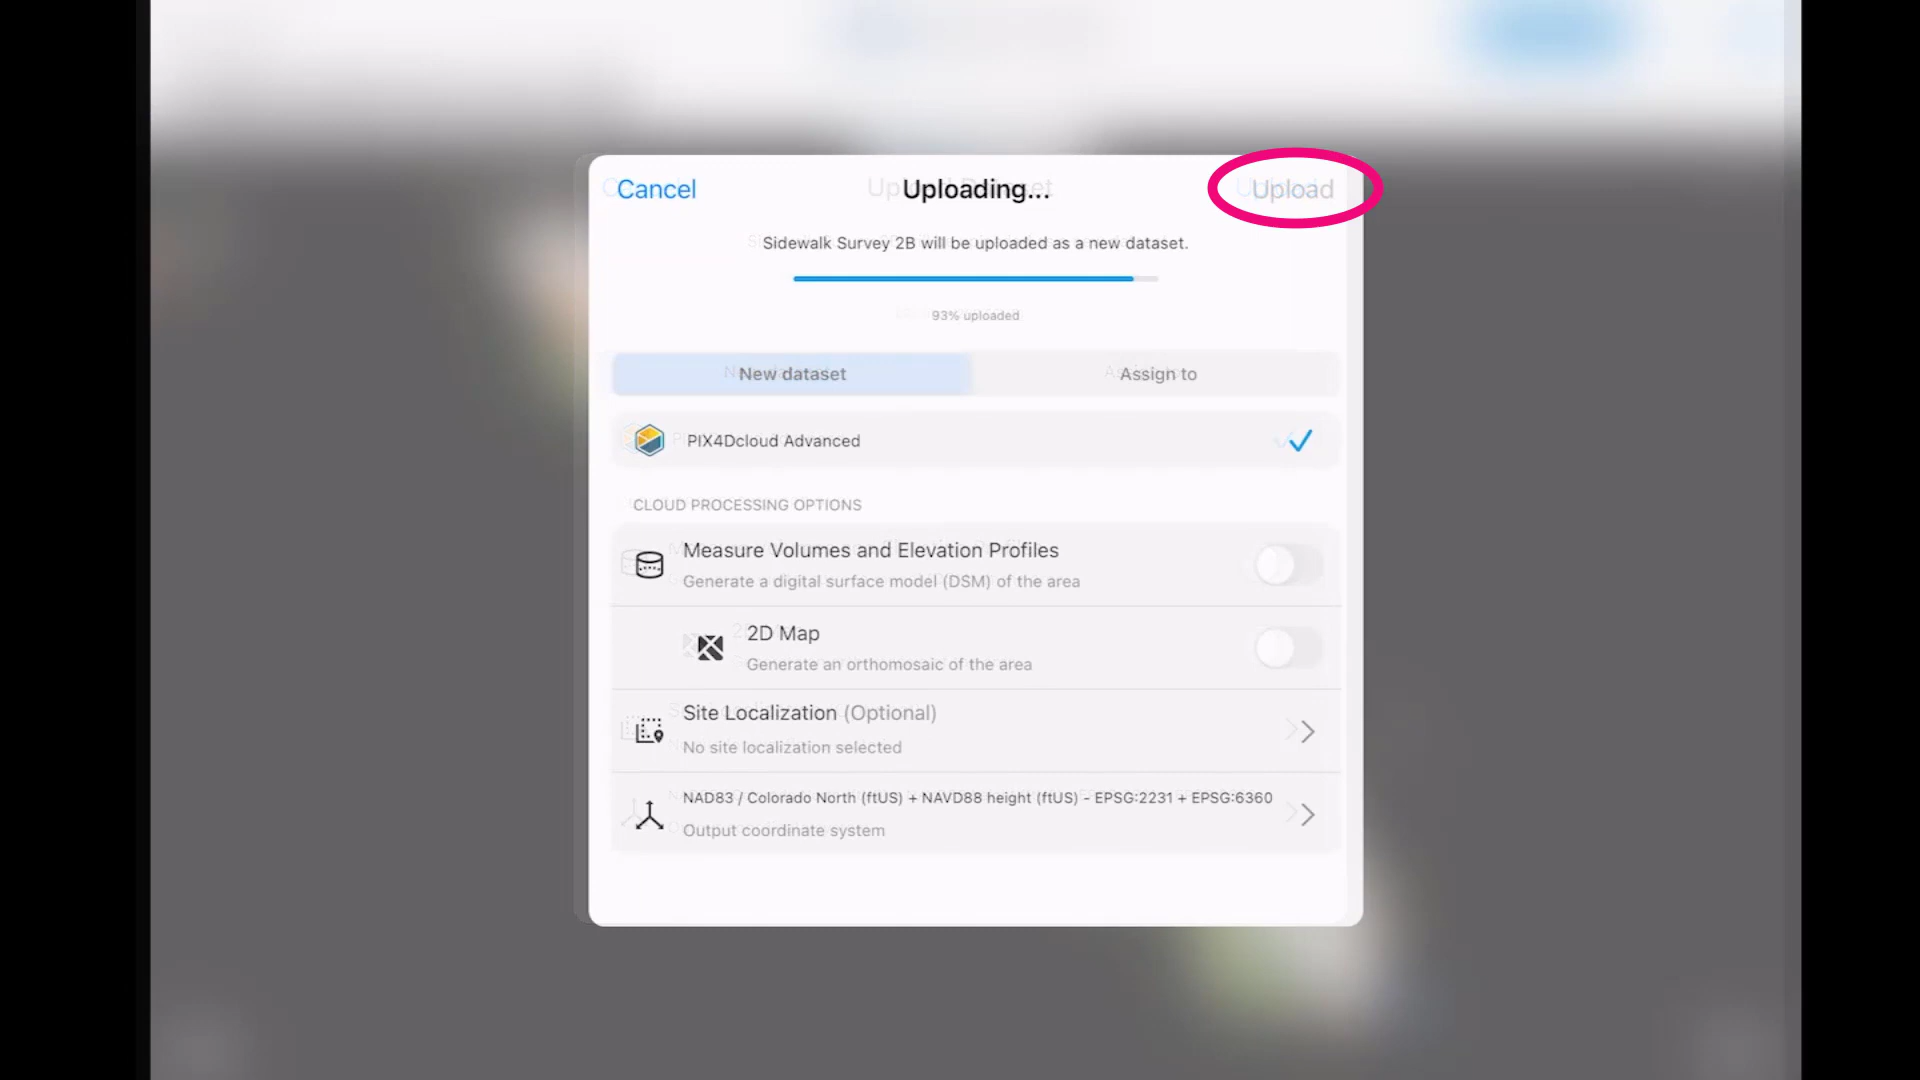 Cancel
Uploading...
Upload
Sidewalk Survey 2B will be uploaded as a new dataset.
93% uploaded
New dataset
Assign to
PIX4Dcloud Advanced
CLOUD PROCESSING OPTIONS
Measure Volumes and Elevation Profiles
Generate a digital surface model (DSM) of the area
2D Map
Generate an orthomosaic of the area
Site Localization (Optional)
No site localization selected
NAD83 / Colorado North (ftUS) + NAVD88 height (ftUS) - EPSG:2231 + EPSG:6360
Output coordinate system